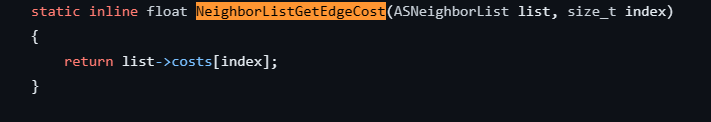 static inline float NeighborListGetEdgeCost(ASNeighborList list, size_t index)
{
    return list->costs[index];
}